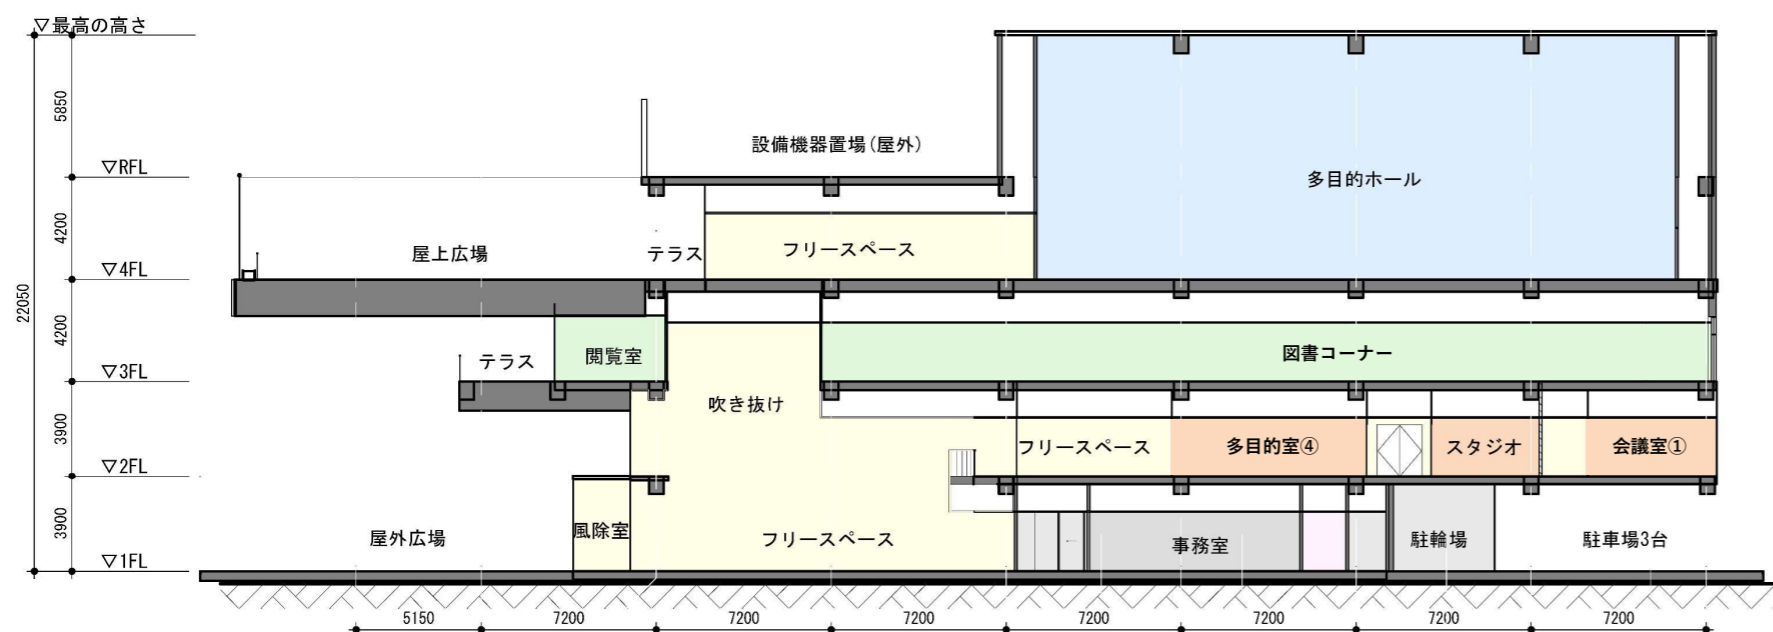 ▽最高の高さ
5850
設備機器置場(屋外)
▽RFL
多目的ホール
4200
屋上広場
テラス
フリースペース
▽4FL
22050
4200
テラス
閲覧室
図書コーナー
▽3FL
吹き抜け
3900
フリースペース
多目的室④
スタジオ
会議室①
▽2FL
3900
屋外広場
風除室
フリースペース
事務室
駐輪場
駐車場3台
▽1FL
5150
7200
7200
7200
7200
7200
7200
7200